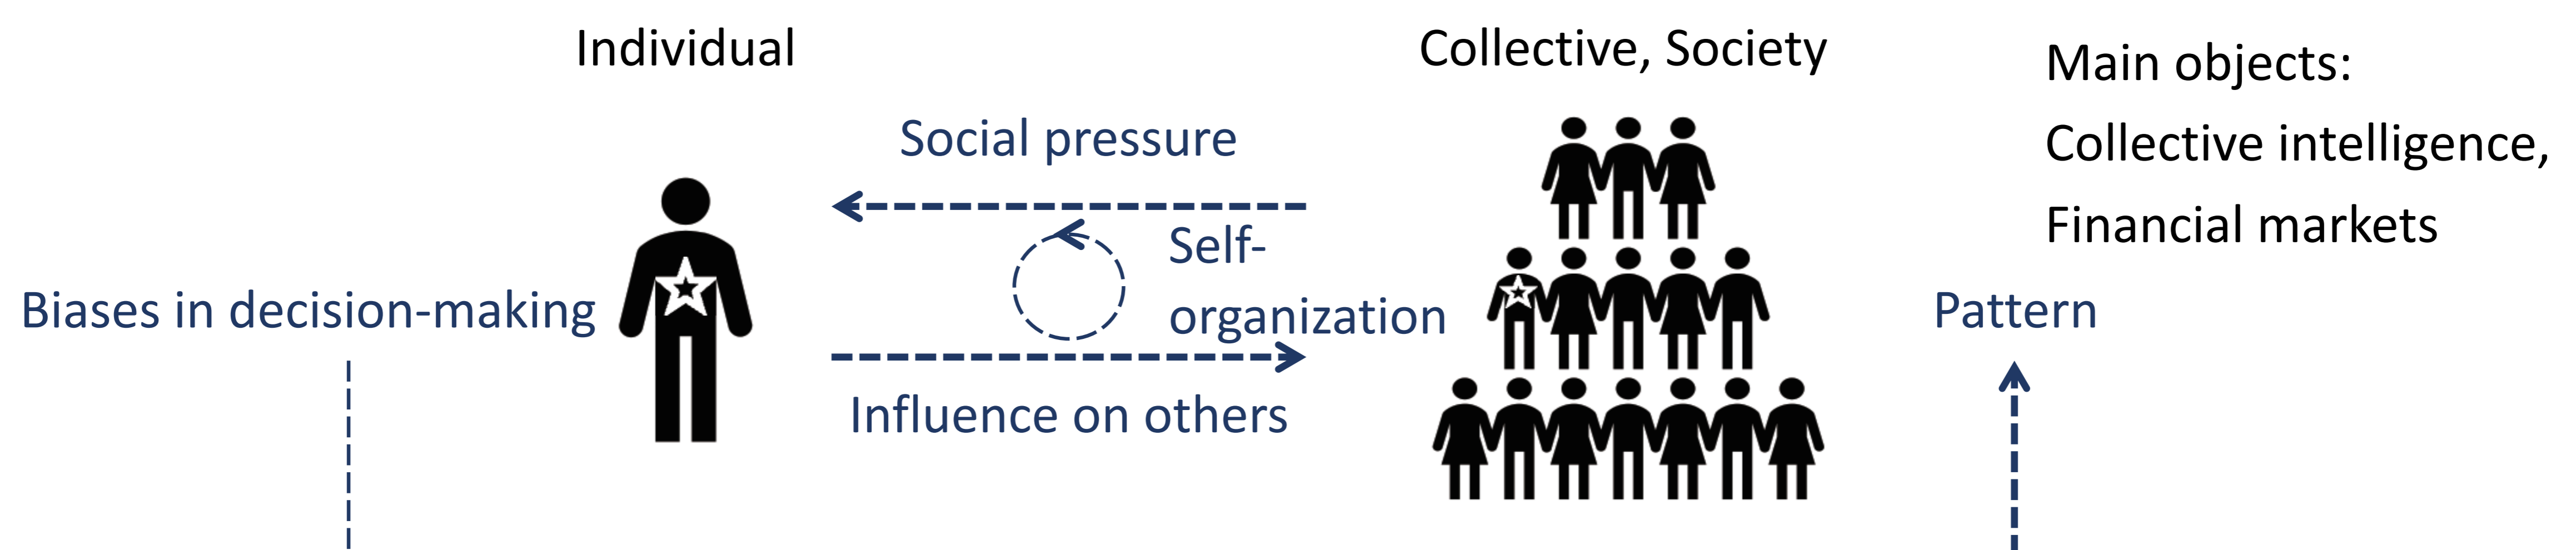 Individual
Collective, Society
Main objects:
Collective intelligence,
Financial markets
Social pressure
Self-
organization
Biases in decision-making
Influence on others
Pattern